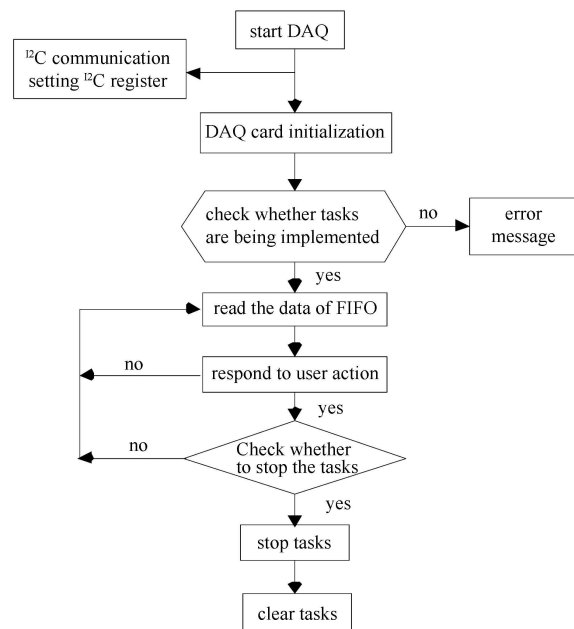 start DAQ
I2C communication
setting I2C register
DAQ card initialization
check whether tasks
are being implemented
no
error
message
yes
read the data of FIFO
no
respond to user action
yes
no
Check whether
to stop the tasks
yes
stop tasks
clear tasks